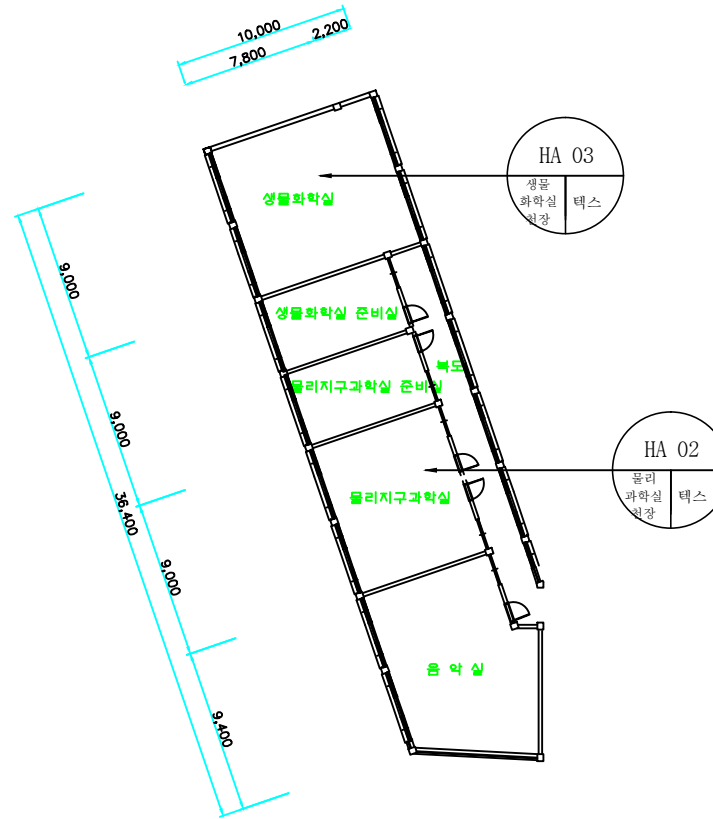 10,000
7,800
2,200
HA 03
생물
화학실
천장
텍스
생물화학실
9,000
생물화학실 준비실
복도
물리지구과학실 준비실
9,000
HA 02
물리
과학실
천장
텍스
물리지구과학실
36,400
9,000
음 악 실
9,400